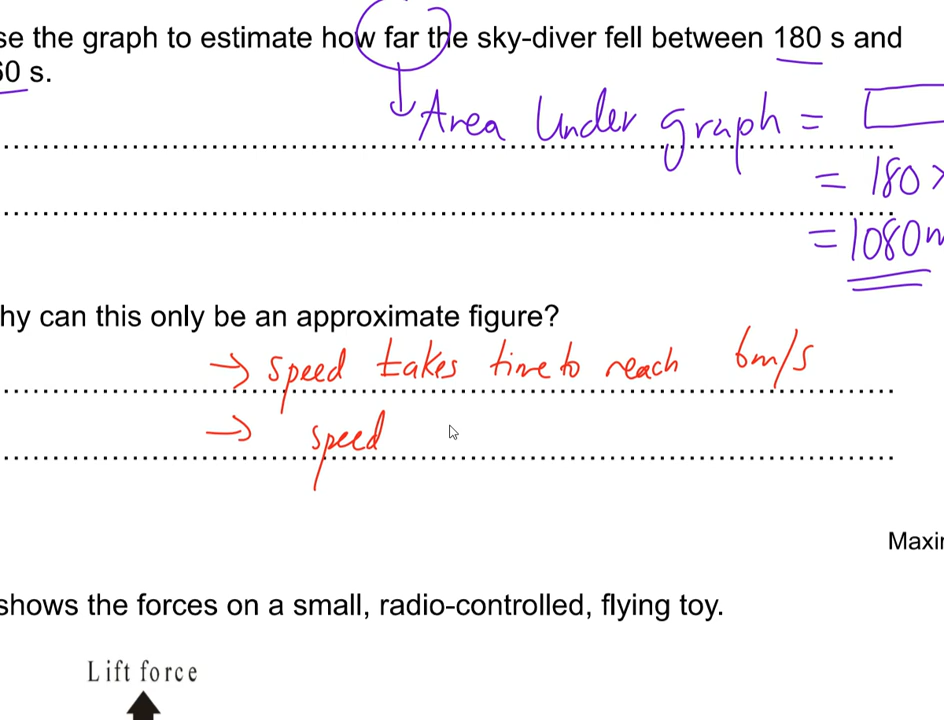 se the graph to estimate how far the sky-diver fell between 180 s and
60 s.
Area Under graph =
= 180 ×
= 1080m
hy can this only be an approximate figure?
→ speed takes time to reach 6m/s
→ speed
Maxi
shows the forces on a small, radio-controlled, flying toy.
Lift force